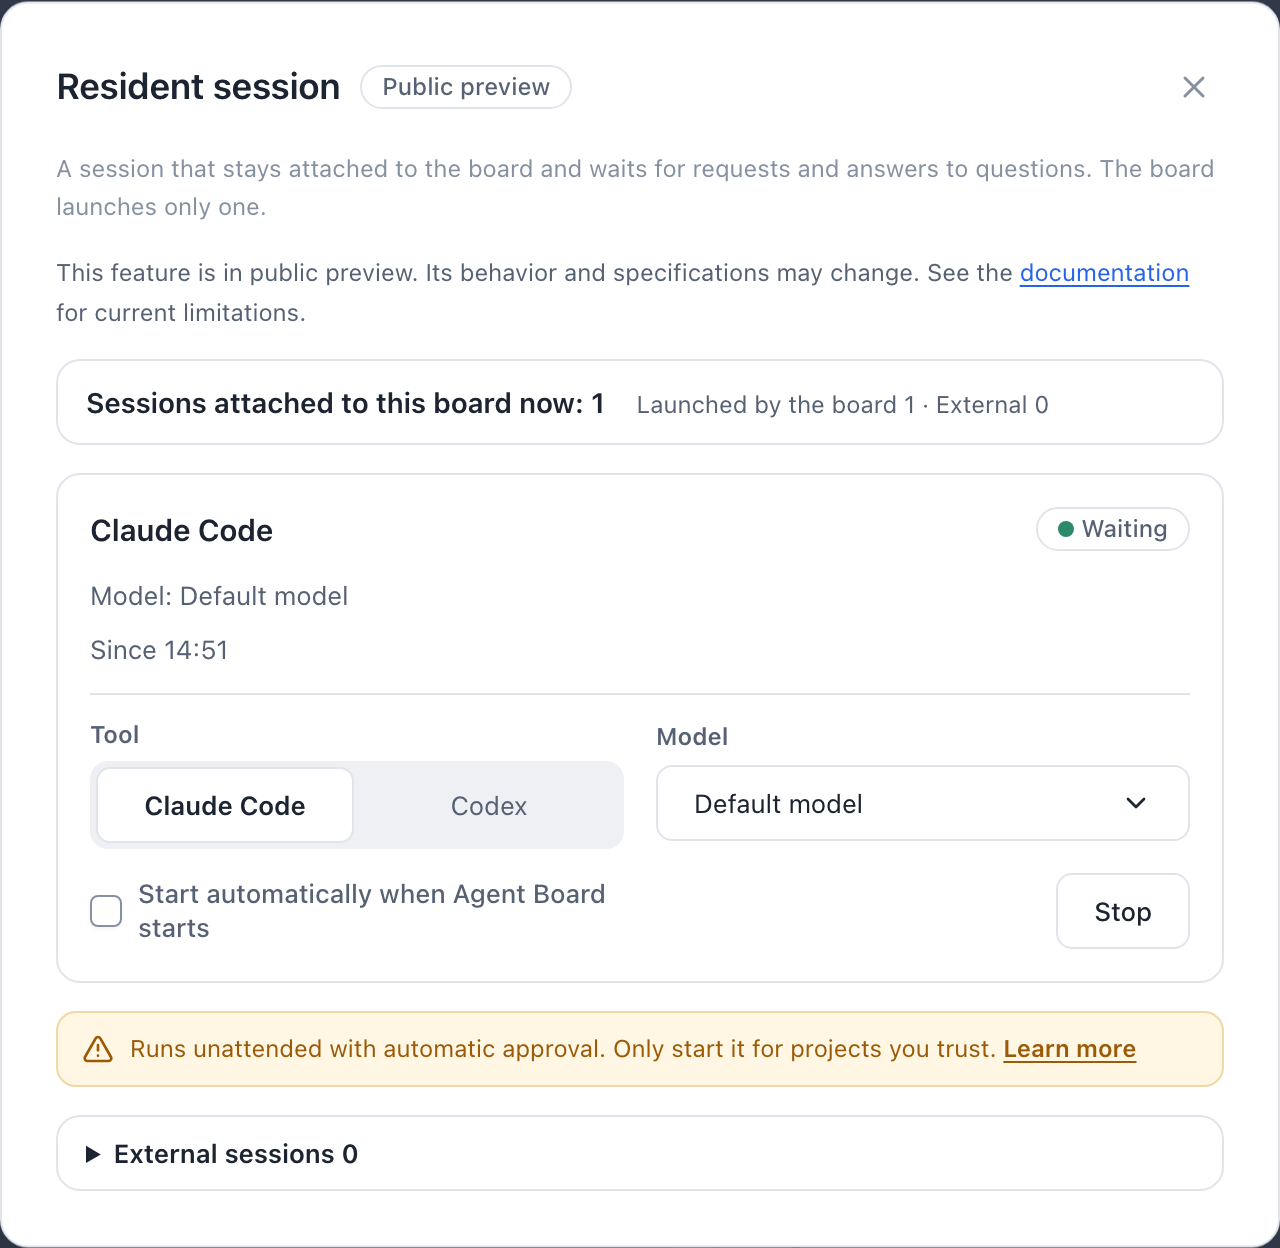 Resident session
Public preview
A session that stays attached to the board and waits for requests and answers to questions. The board
launches only one.
This feature is in public preview. Its behavior and specifications may change. See the documentation
for current limitations.
Sessions attached to this board now: 1
Launched by the board 1 · External 0
Claude Code
Waiting
Model: Default model
Since 14:51
Tool
Model
Claude Code
Codex
Default model
Start automatically when Agent Board
starts
Stop
Runs unattended with automatic approval. Only start it for projects you trust. Learn more
External sessions 0